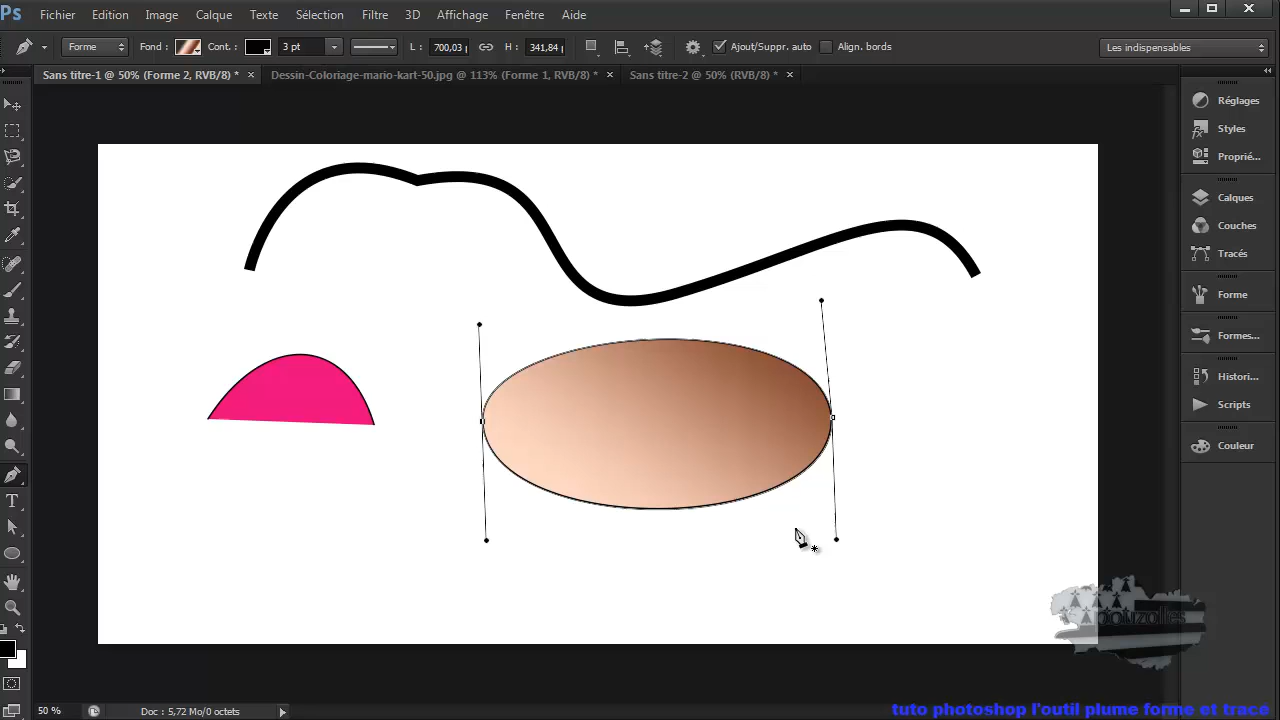 Ps Fichier Edition Image Calque Texte Sélection Filtre 3D Affichage Fenêtre Aide
Forme Fond : Cont. : 3 pt L : 700,03 H : 341,84 Ajout/Suppr. auto Align. bords Les indispensables
Sans titre-1 @ 50% (Forme 2, RVB/8) * Dessin-Coloriage-mario-kart-50.jpg @ 113% (Forme 1, RVB/8) * Sans titre-2 @ 50% (RVB/8) *
Réglages
Styles
Proprié...
Calques
Couches
Tracés
Forme
Formes...
Histori...
Scripts
Couleur
50 % Doc : 5,72 Mo/0 octets
tuto photoshop l'outil plume forme et tracé